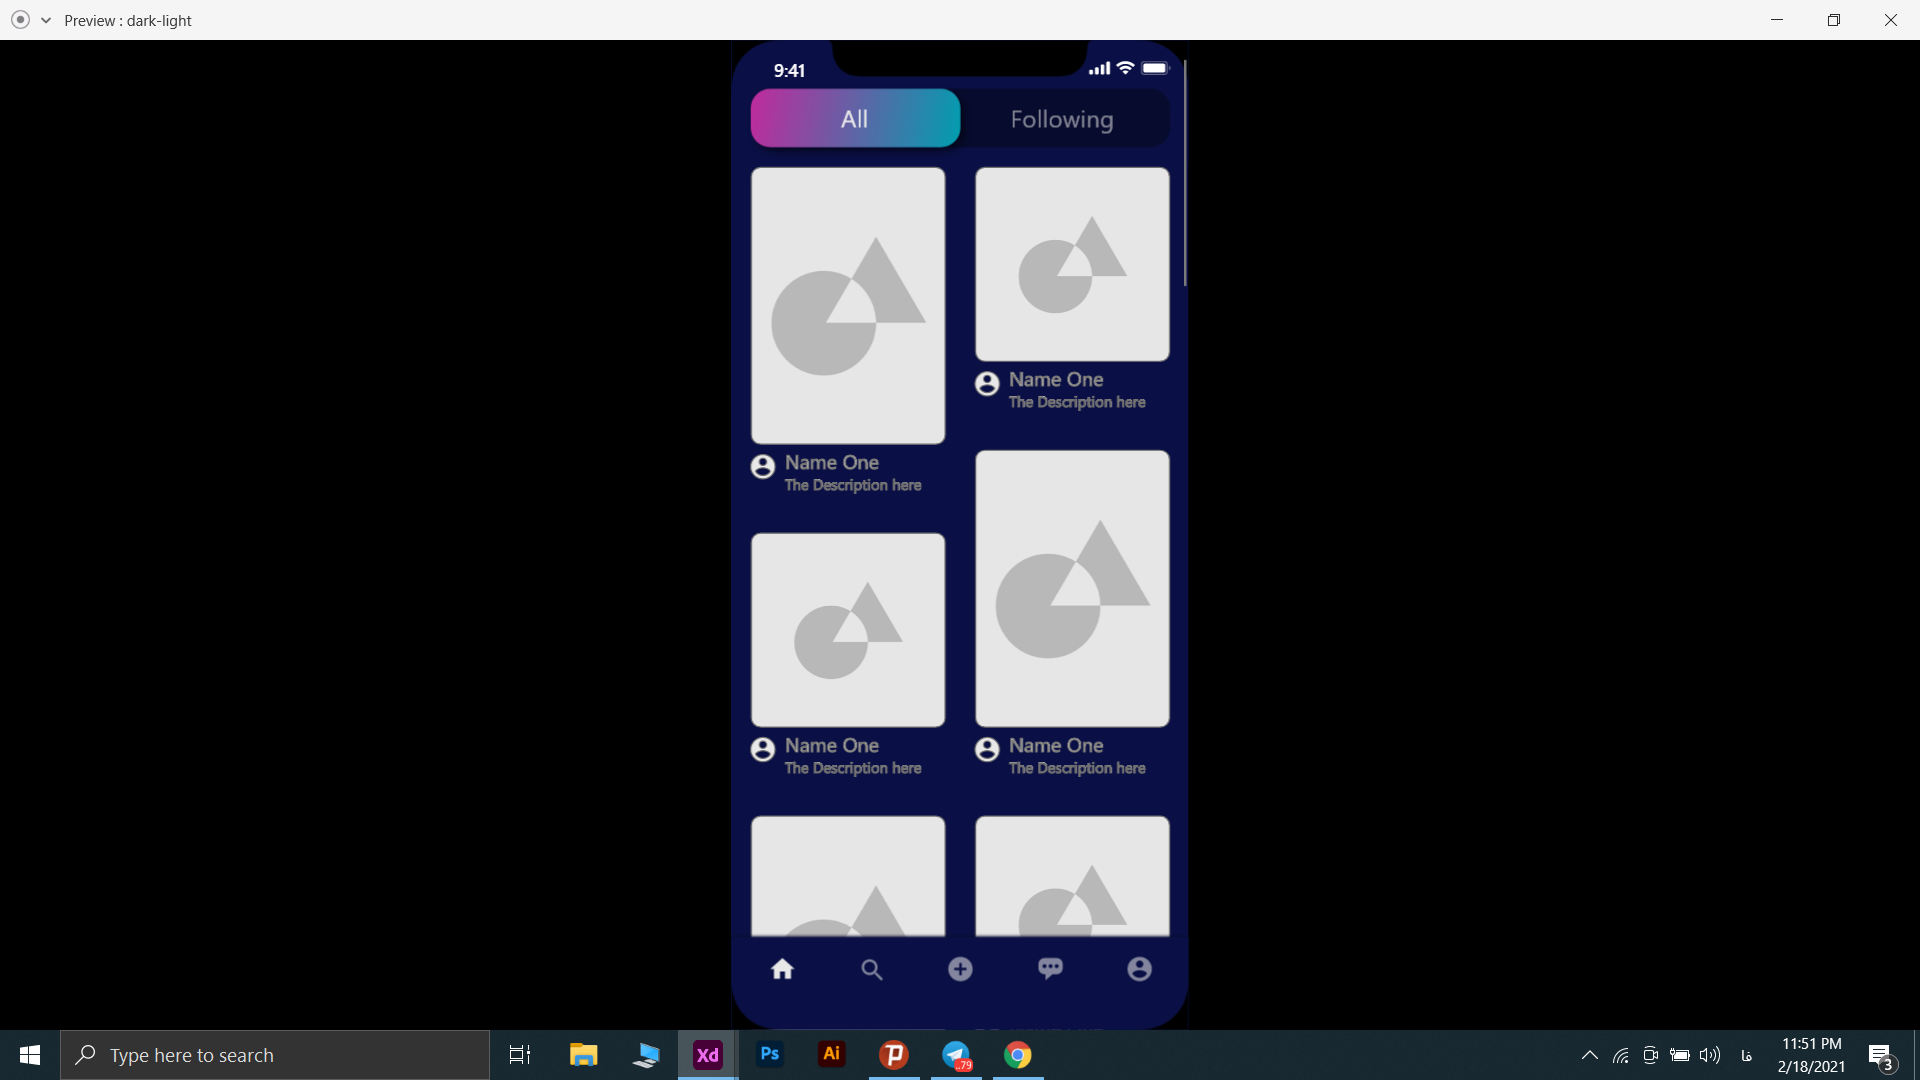 Preview : dark-light
9:41
All
Following
Name One
The Description here
Name One
The Description here
Name One
The Description here
Name One
The Description here
Type here to search
Xd
Ps
Ai
..79
فا
11:51 PM
2/18/2021
3